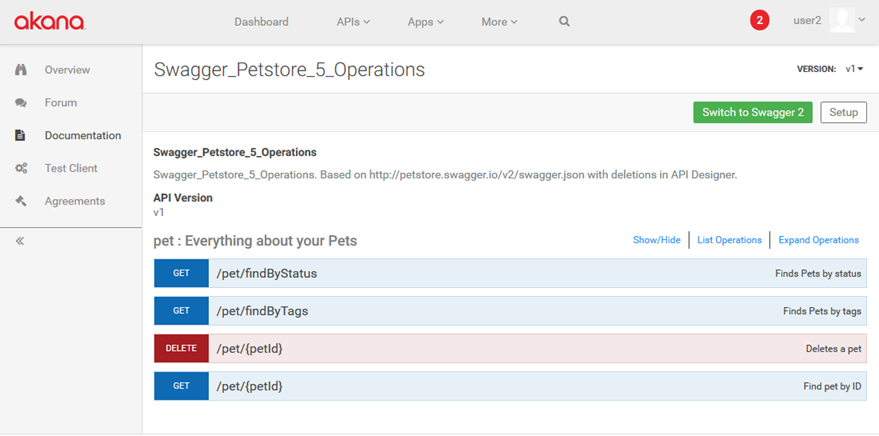 akana
Dashboard
APIs
Apps
More
2
user2
Overview
Forum
Documentation
Test Client
Agreements
Swagger_Petstore_5_Operations
VERSION: v1
Switch to Swagger 2
Setup
Swagger_Petstore_5_Operations
Swagger_Petstore_5_Operations. Based on http://petstore.swagger.io/v2/swagger.json with deletions in API Designer.
API Version
v1
pet : Everything about your Pets
Show/Hide
List Operations
Expand Operations
GET /pet/findByStatus Finds Pets by status
GET /pet/findByTags Finds Pets by tags
DELETE /pet/{petId} Deletes a pet
GET /pet/{petId} Find pet by ID